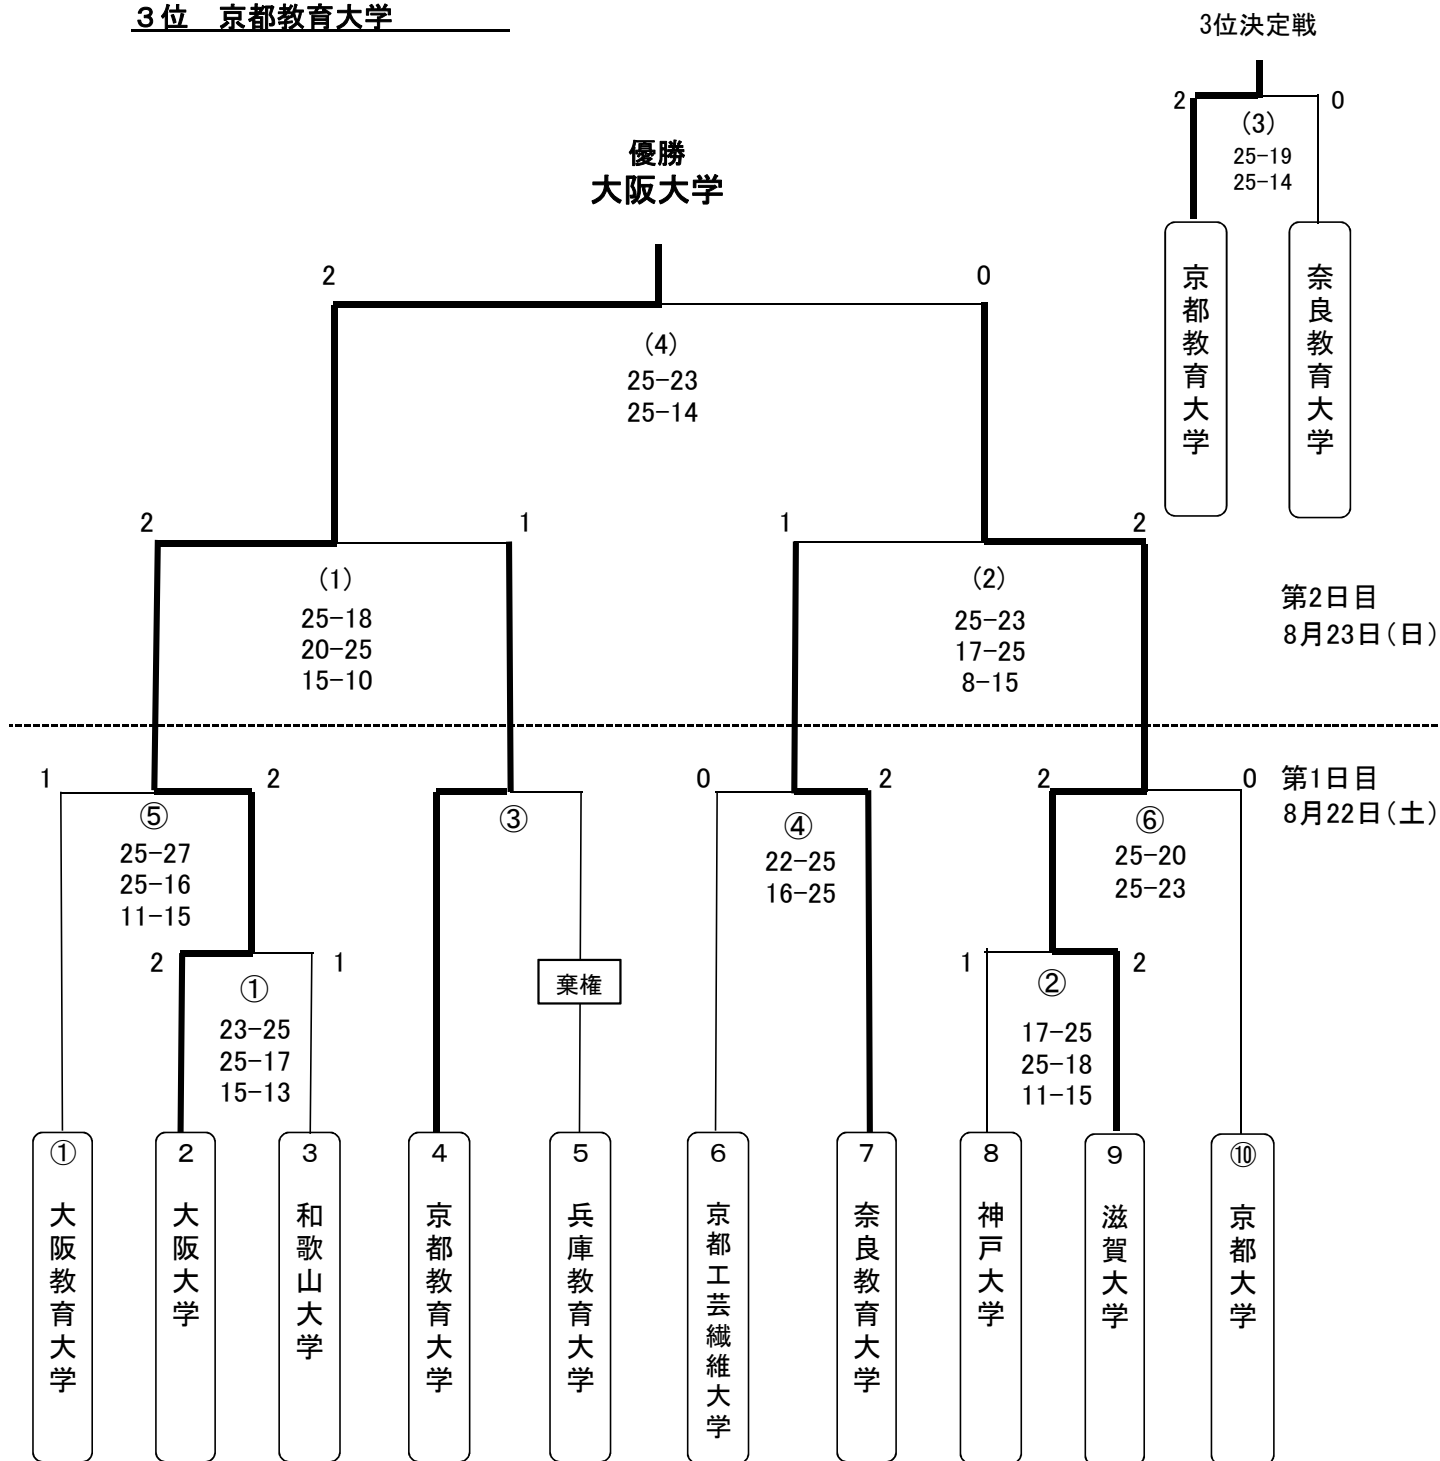 ３位　京都教育大学
3位決定戦
2
0
(3)
25-19
25-14
京都教育大学
奈良教育大学
優勝
大阪大学
2
0
(4)
25-23
25-14
2
1
(1)
25-18
20-25
15-10
1
2
(2)
25-23
17-25
8-15
第2日目
8月23日(日)
第1日目
8月22日(土)
1
2
⑤
25-27
25-16
11-15
③
0
2
④
22-25
16-25
2
0
⑥
25-20
25-23
2
1
①
23-25
25-17
15-13
棄権
1
2
②
17-25
25-18
11-15
①
大阪教育大学
2
大阪大学
3
和歌山大学
4
京都教育大学
5
兵庫教育大学
6
京都工芸繊維大学
7
奈良教育大学
8
神戸大学
9
滋賀大学
⑩
京都大学